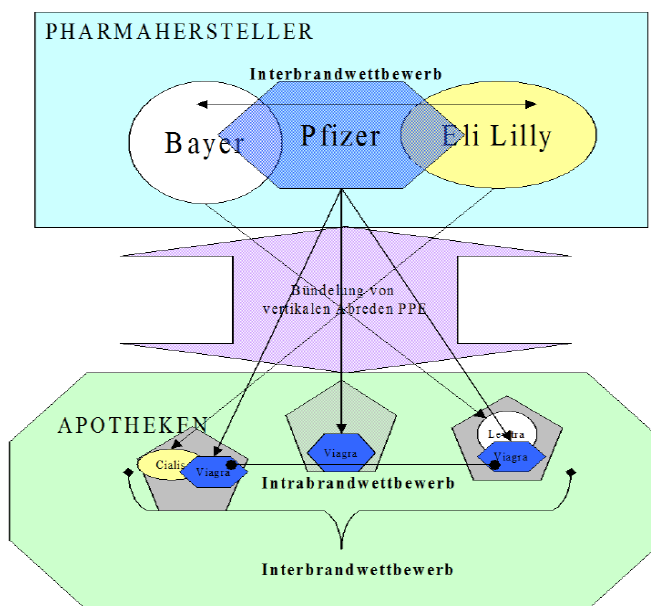 PHARMAHERSTELLER
Interbrandwettbewerb
Bayer
Pfizer
Eli Lilly
Bündelung von
vertikalen Abreden PPE
APOTHEKEN
Cialis
Viagra
Viagra
Levitra
Viagra
Intrabrandwettbewerb
Interbrandwettbewerb